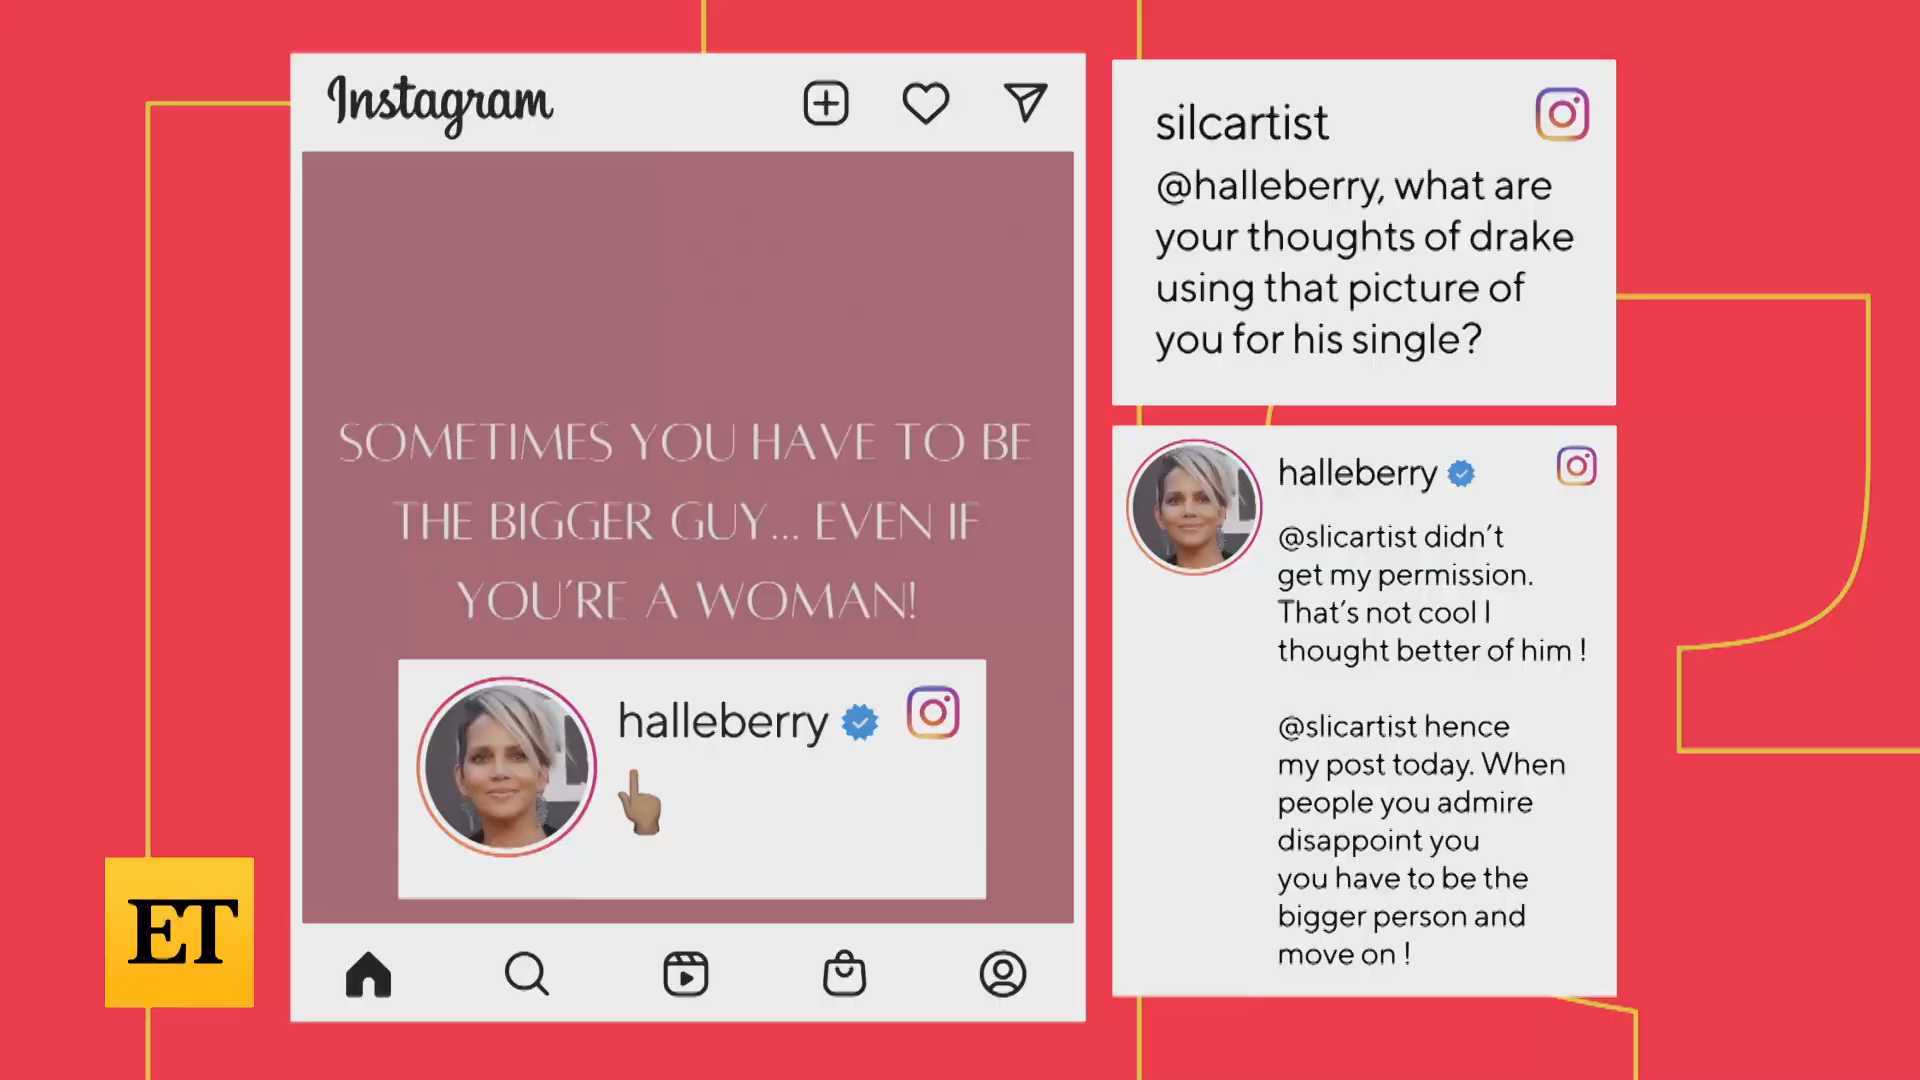 Instagram
SOMETIMES YOU HAVE TO BE
THE BIGGER GUY... EVEN IF
YOU'RE A WOMAN!
halleberry
silcartist
@halleberry, what are
your thoughts of drake
using that picture of
you for his single?
halleberry
@slicartist didn't
get my permission.
That's not cool I
thought better of him !
@slicartist hence
my post today. When
people you admire
disappoint you
you have to be the
bigger person and
move on !
ET